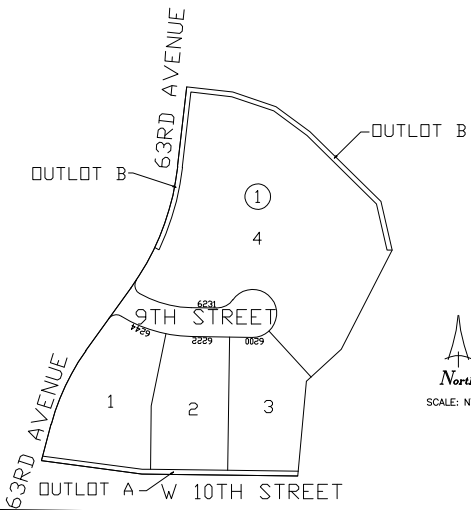 63RD AVENUE
OUTLOT B
OUTLOT B
1
4
6231
9TH STREET
6244
6222
6200
1
2
3
63RD AVENUE
North
SCALE: N
OUTLOT A
W 10TH STREET